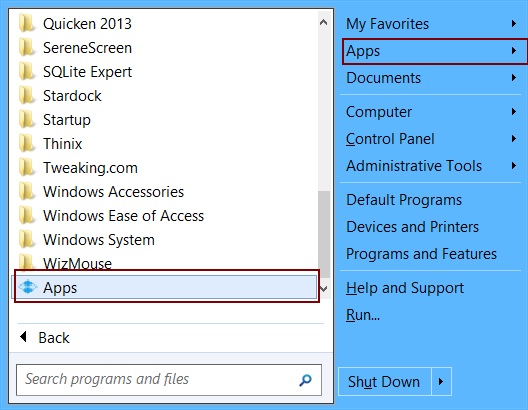 Quicken 2013
SereneScreen
SQLite Expert
Stardock
Startup
Thinix
Tweaking.com
Windows Accessories
Windows Ease of Access
Windows System
WizMouse
Apps
Back
Search programs and files
My Favorites
Apps
Documents
Computer
Control Panel
Administrative Tools
Default Programs
Devices and Printers
Programs and Features
Help and Support
Run...
Shut Down